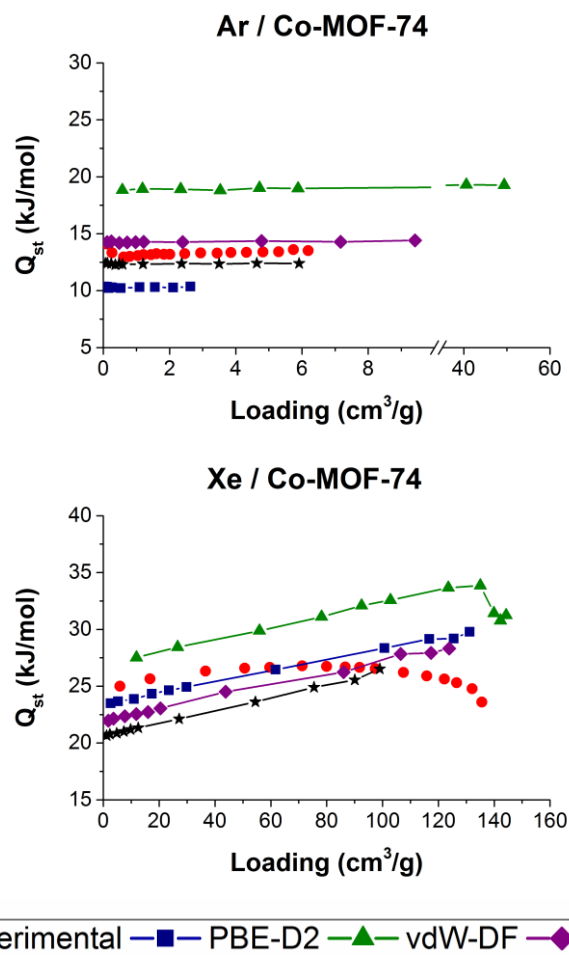 Ar / Co-MOF-74
30
25
20
15
10
5
0 2 4 6 8 40 60
Q_st (kJ/mol)
Loading (cm³/g)
Xe / Co-MOF-74
40
35
30
25
20
15
0 20 40 60 80 100 120 140 160
Q_st (kJ/mol)
Loading (cm³/g)
erimental PBE-D2 vdW-DF